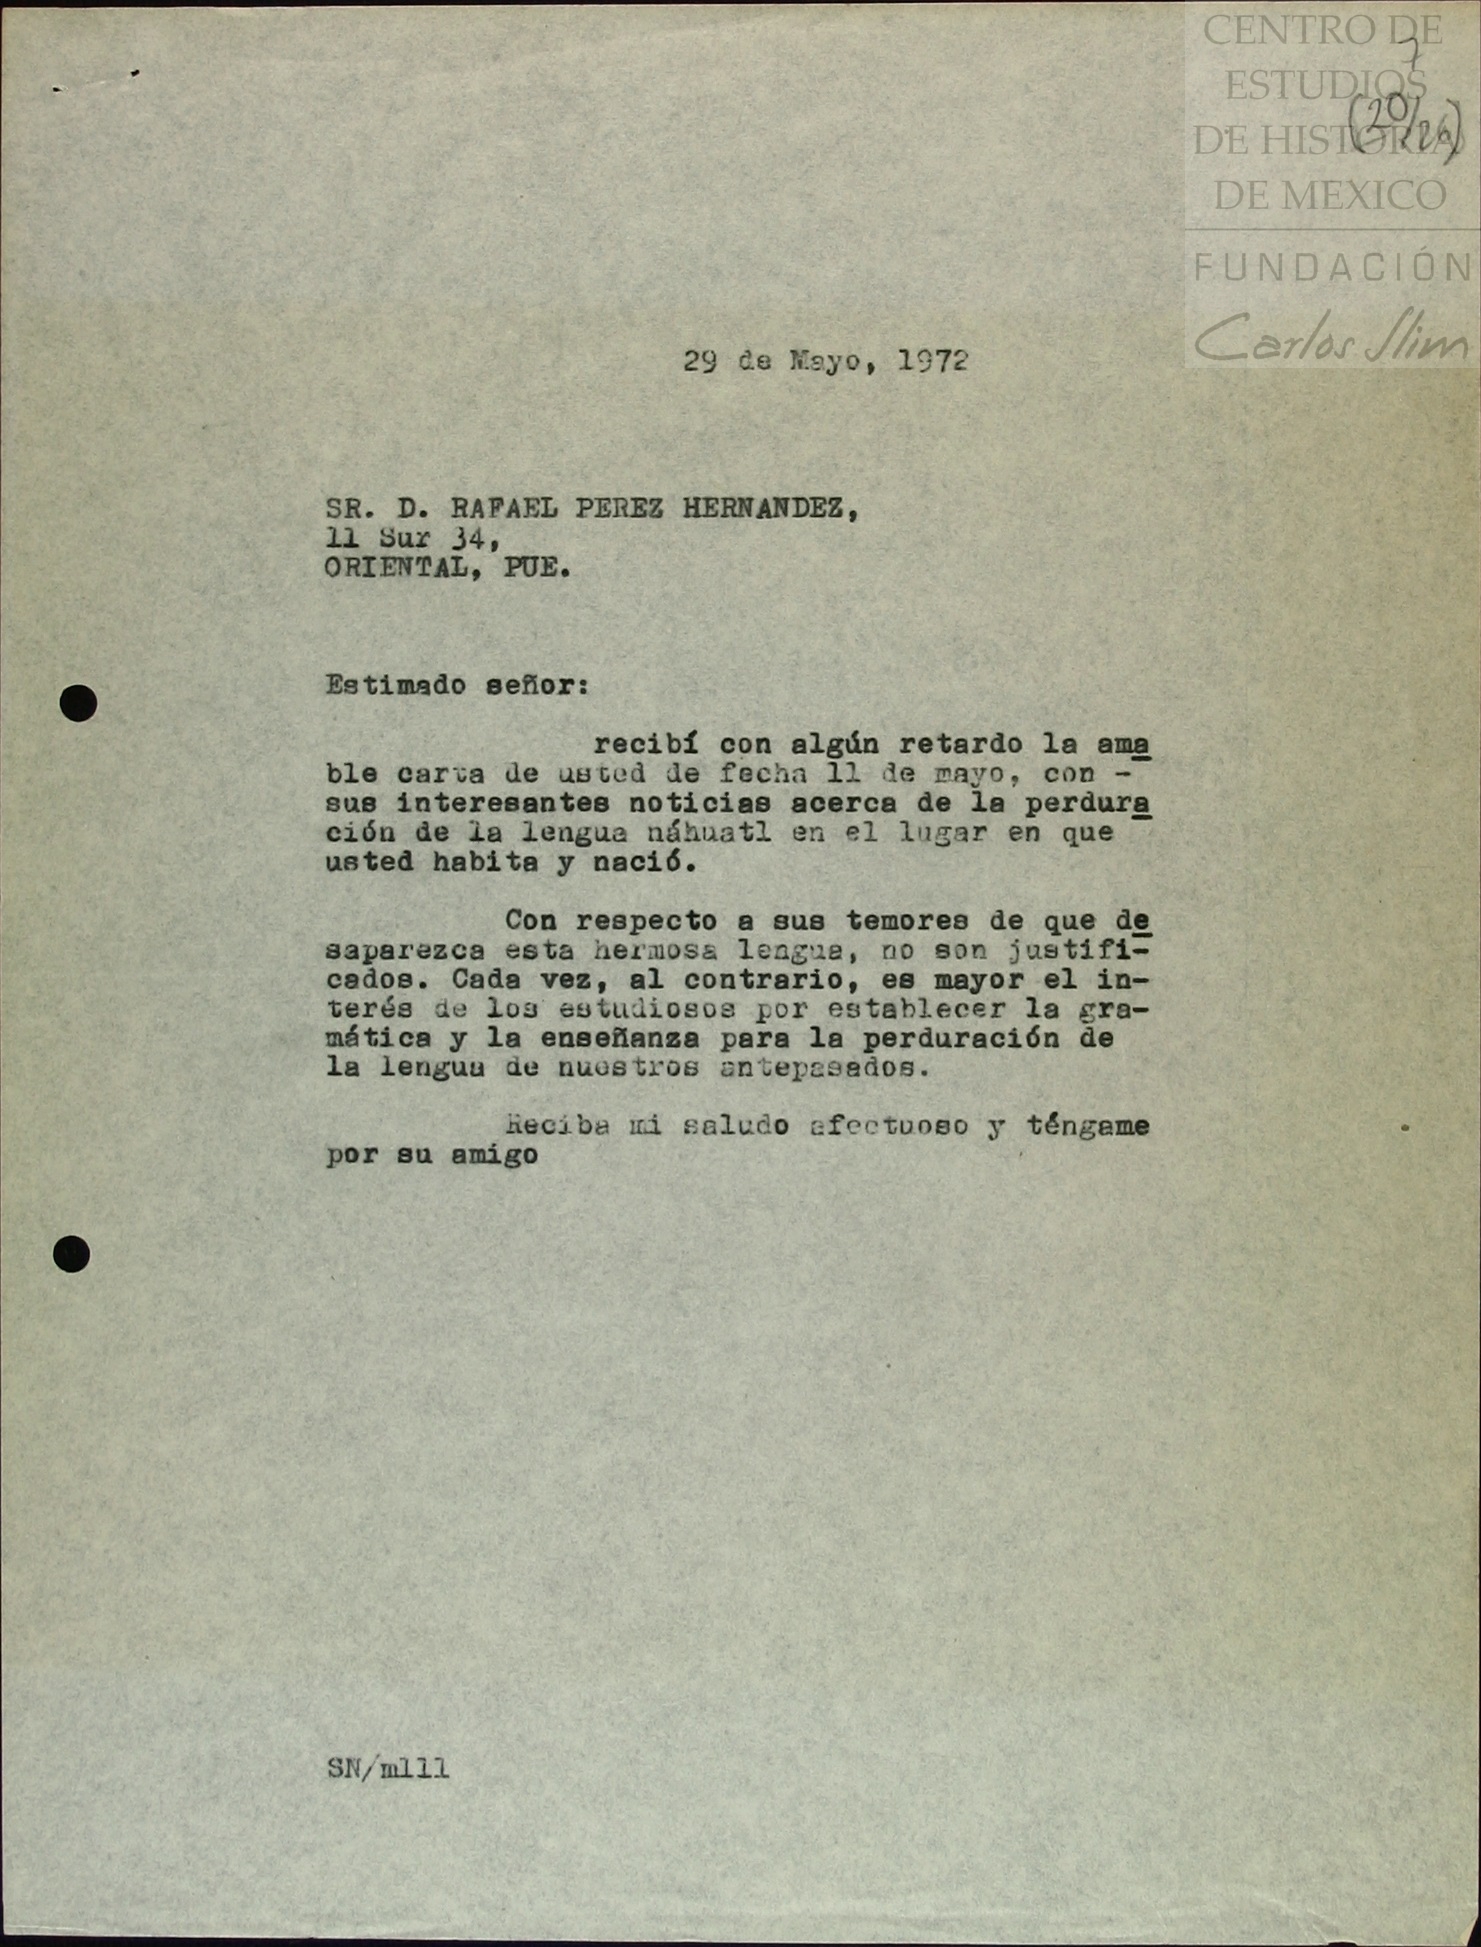 CENTRO DE
ESTUDIOS
DE HISTORIA
DE MEXICO
FUNDACIÓN
Carlos Slim
7
(20/26)
29 de Mayo, 1972
SR. D. RAFAEL PEREZ HERNANDEZ,
11 Sur 34,
ORIENTAL, PUE.
Estimado señor:
recibí con algún retardo la ama
ble carta de usted de fecha 11 de mayo, con -
sus interesantes noticias acerca de la perdura
ción de la lengua náhuatl en el lugar en que
usted habita y nació.
Con respecto a sus temores de que de
saparezca esta hermosa lengua, no son justifi-
cados. Cada vez, al contrario, es mayor el in-
terés de los estudiosos por establecer la gra-
mática y la enseñanza para la perduración de
la lengua de nuestros antepasados.
Reciba mi saludo afectuoso y téngame
por su amigo
SN/mlll